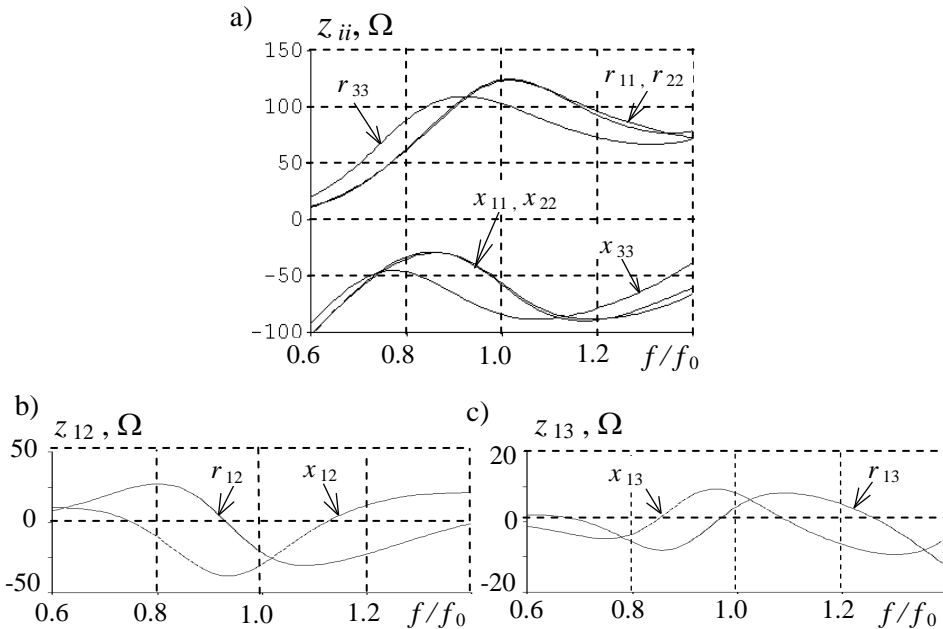 a)
z ii, Ω
150
100
50
0
-50
-100
r 33
r 11, r 22
x 11, x 22
x 33
0.6 0.8 1.0 1.2 f/f0
b)
z 12, Ω
50
0
-50
r 12
x 12
0.6 0.8 1.0 1.2 f/f0
c)
z 13, Ω
20
0
-20
x 13
r 13
0.6 0.8 1.0 1.2 f/f0